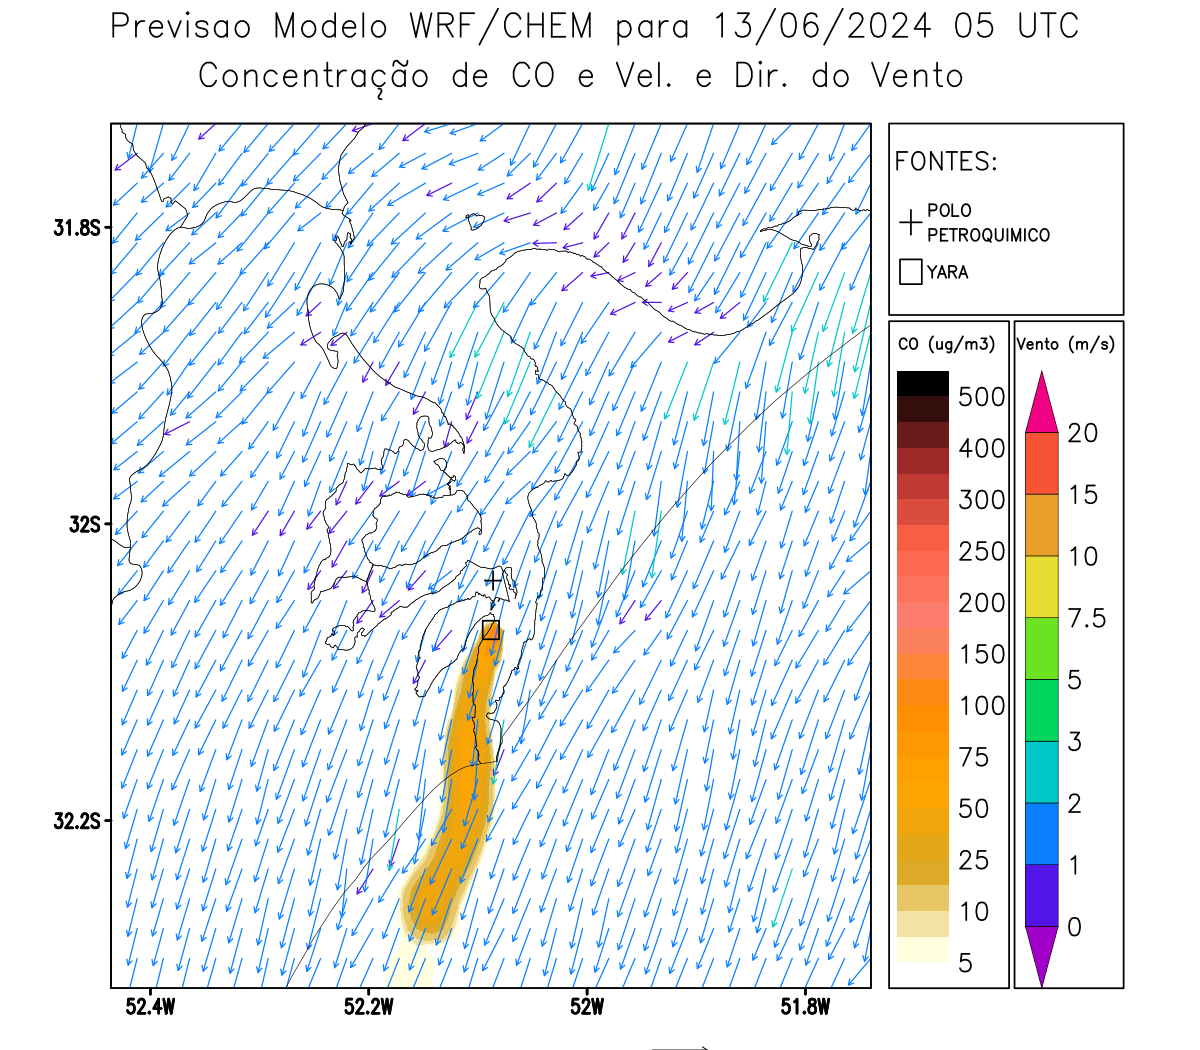 Previsao Modelo WRF/CHEM para 13/06/2024 05 UTC
Concentração de CO e Vel. e Dir. do Vento
FONTES:
POLO
PETROQUIMICO
YARA
31.8S
32S
32.2S
52.4W
52.2W
52W
51.8W
CO (ug/m3)
500
400
300
250
200
150
100
75
50
25
10
5
Vento (m/s)
20
15
10
7.5
5
3
2
1
0